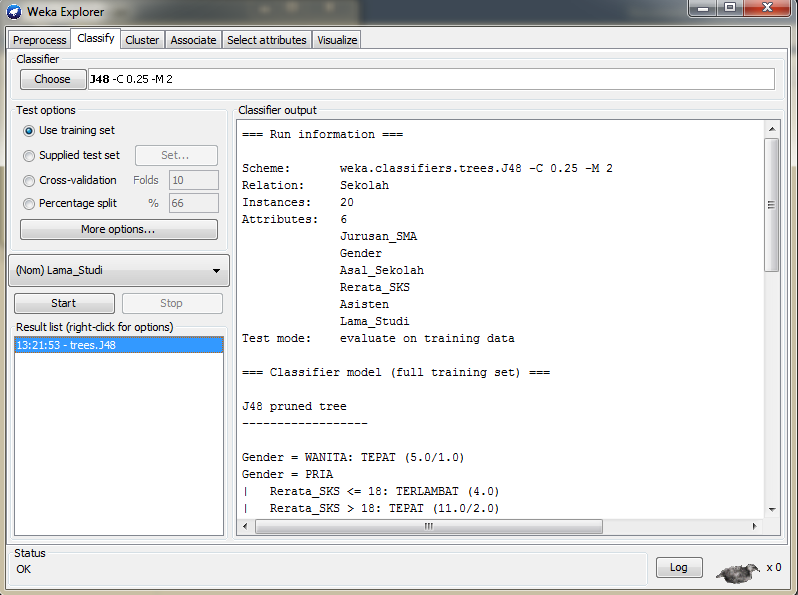 Weka Explorer
Preprocess Classify Cluster Associate Select attributes Visualize
Classifier
Choose J48 -C 0.25 -M 2
Test options
Use training set
Supplied test set Set...
Cross-validation Folds 10
Percentage split % 66
More options...
(Nom) Lama_Studi
Start Stop
Result list (right-click for options)
13:21:53 - trees.J48
Classifier output
=== Run information ===
Scheme: weka.classifiers.trees.J48 -C 0.25 -M 2
Relation: Sekolah
Instances: 20
Attributes: 6
Jurusan_SMA
Gender
Asal_Sekolah
Rerata_SKS
Asisten
Lama_Studi
Test mode: evaluate on training data
=== Classifier model (full training set) ===
J48 pruned tree
------------------
Gender = WANITA: TEPAT (5.0/1.0)
Gender = PRIA
| Rerata_SKS <= 18: TERLAMBAT (4.0)
| Rerata_SKS > 18: TEPAT (11.0/2.0)
Status
OK
Log x 0